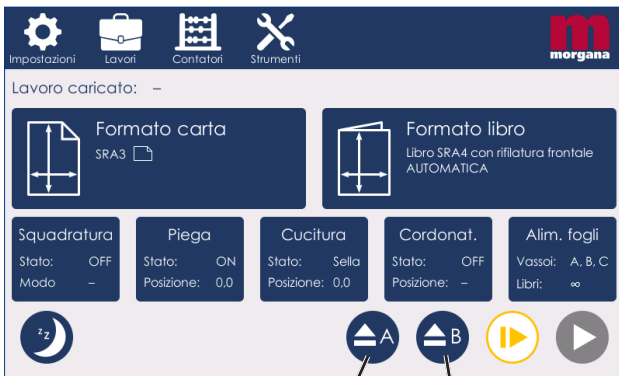 Impostazioni
Lavori
Contatori
Strumenti
morgana
Lavoro caricato: –
Formato carta
SRA3
Formato libro
Libro SRA4 con rifilatura frontale
AUTOMATICA
Squadratura
Stato: OFF
Modo –
Piega
Stato: ON
Posizione: 0,0
Cucitura
Stato: Sella
Posizione: 0,0
Cordonat.
Stato: OFF
Posizione: –
Alim. fogli
Vassoi: A, B, C
Libri: ∞
zz
A
B